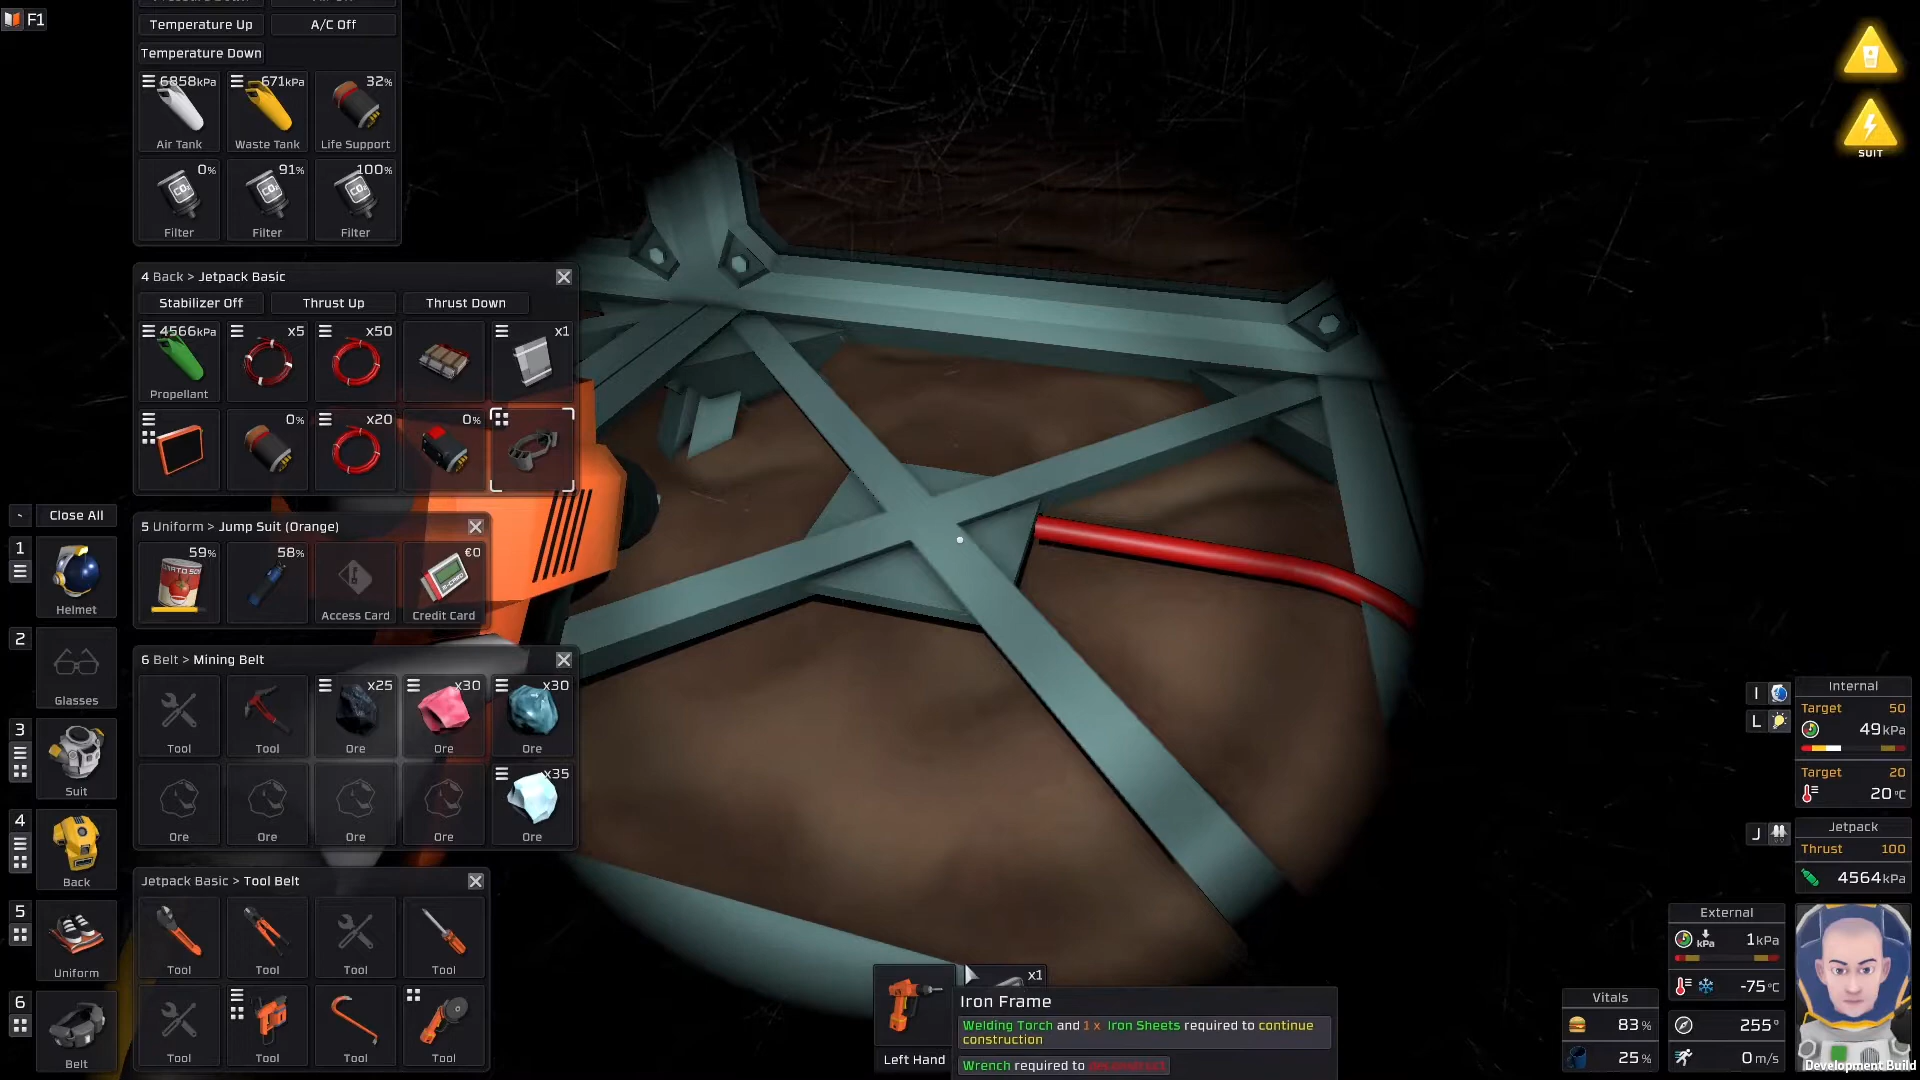 F1
Temperature Up
A/C Off
Temperature Down
6858kPa
671kPa
32%
Air Tank
Waste Tank
Life Support
0%
91%
100%
Filter
Filter
Filter
4 Back > Jetpack Basic
Stabilizer Off
Thrust Up
Thrust Down
4566kPa
x5
x50
x1
Propellant
0%
x20
0%
5 Uniform > Jump Suit (Orange)
59%
58%
€0
Access Card
Credit Card
6 Belt > Mining Belt
x25
x30
x30
Tool
Tool
Ore
Ore
Ore
x35
Ore
Ore
Ore
Ore
Ore
Jetpack Basic > Tool Belt
Tool
Tool
Tool
Tool
Tool
Tool
Tool
Tool
Close All
1
Helmet
2
Glasses
3
Suit
4
Back
5
Uniform
6
Belt
Left Hand
x1
Iron Frame
Welding Torch and 1 x Iron Sheets required to continue
construction
Wrench required to
SUIT
Internal
I
Target 50
L
49kPa
Target 20
20°C
Jetpack
J
Thrust 100
4564kPa
External
kPa
1kPa
-75°C
Vitals
83%
255°
25%
0m/s
Development Build